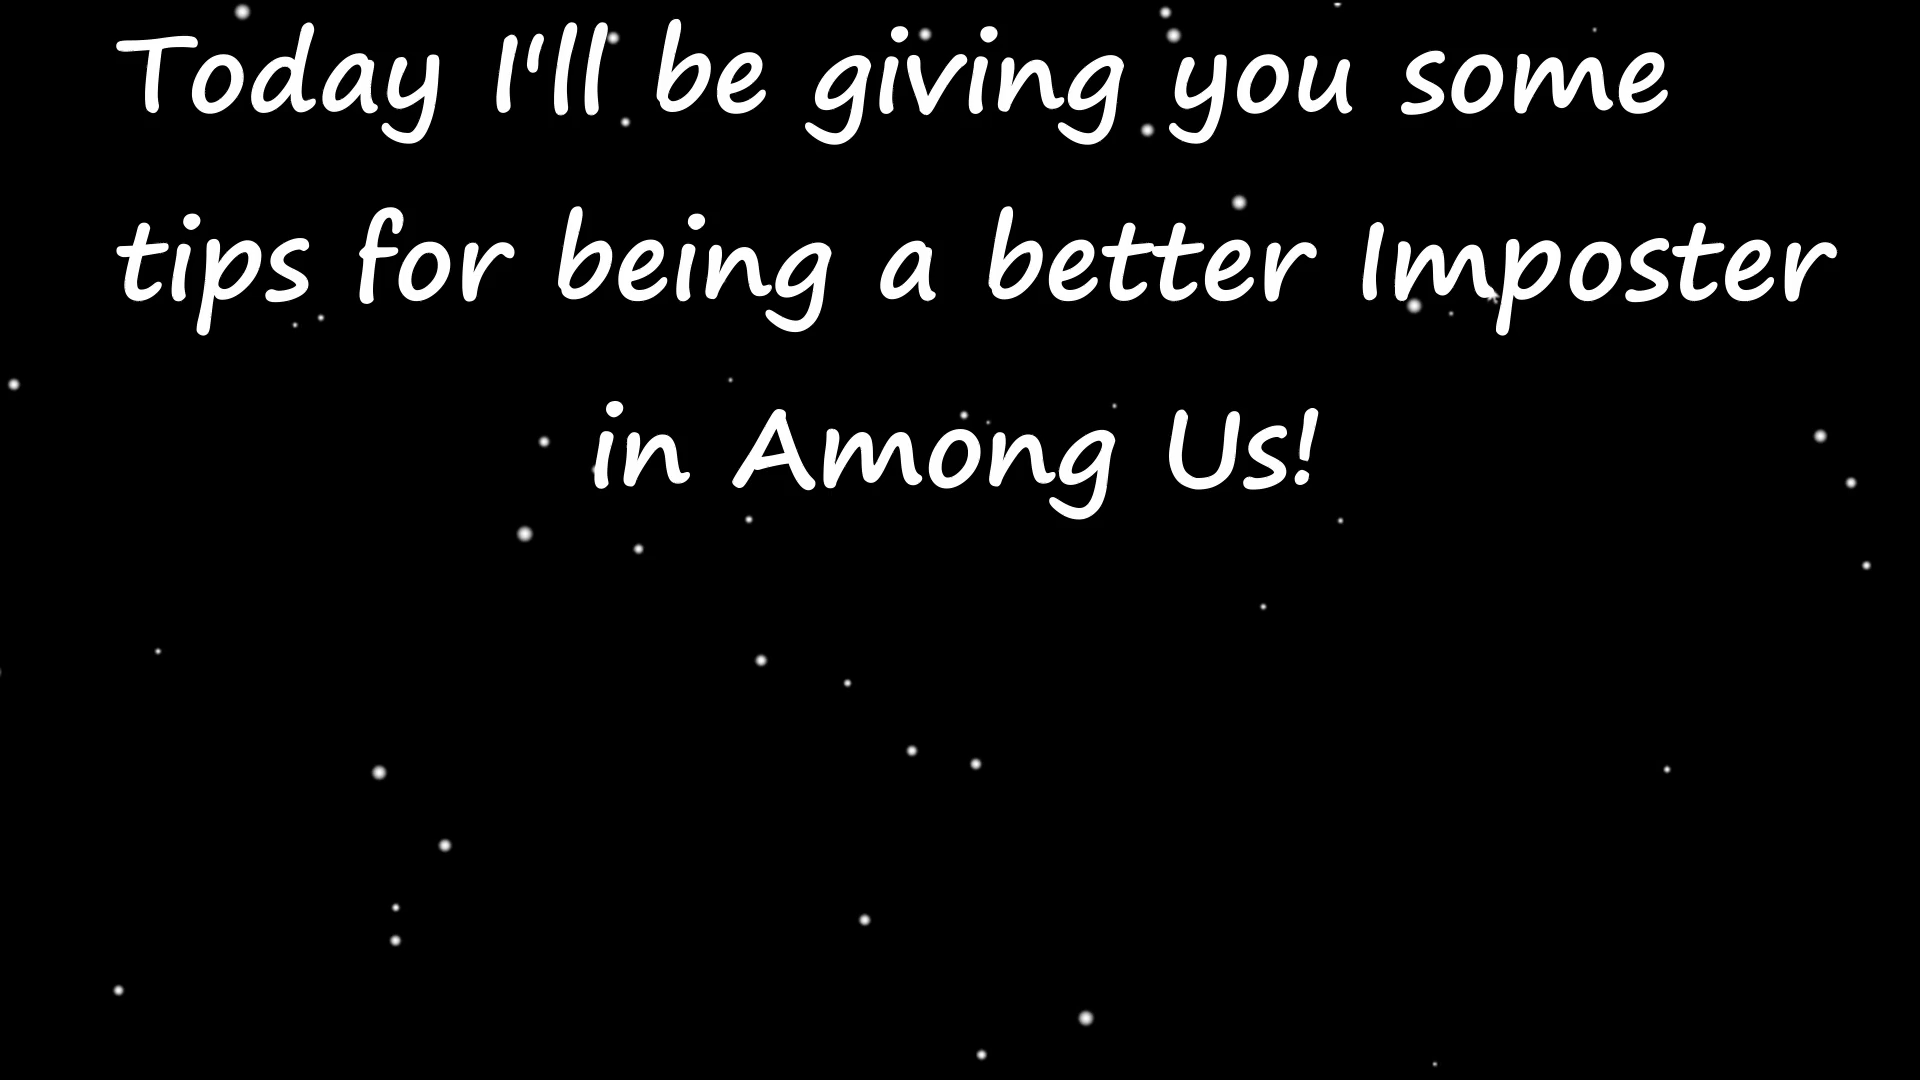 Today I'll be giving you some
tips for being a better Imposter
in Among Us!